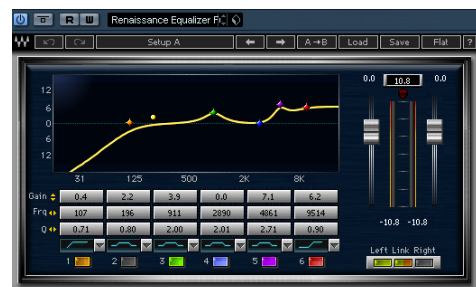 R W Renaissance Equalizer
Setup A A→B Load Save Flat ?
0.0 10.8 0.0
12
6
0
6
12
31 125 500 2K 8K
Gain 0.4 2.2 3.9 0.0 7.1 6.2
Frq 107 196 911 2890 4861 9514
Q 0.71 0.80 2.00 2.01 2.71 0.90
-10.8 -10.8
1 2 3 4 5 6
Left Link Right